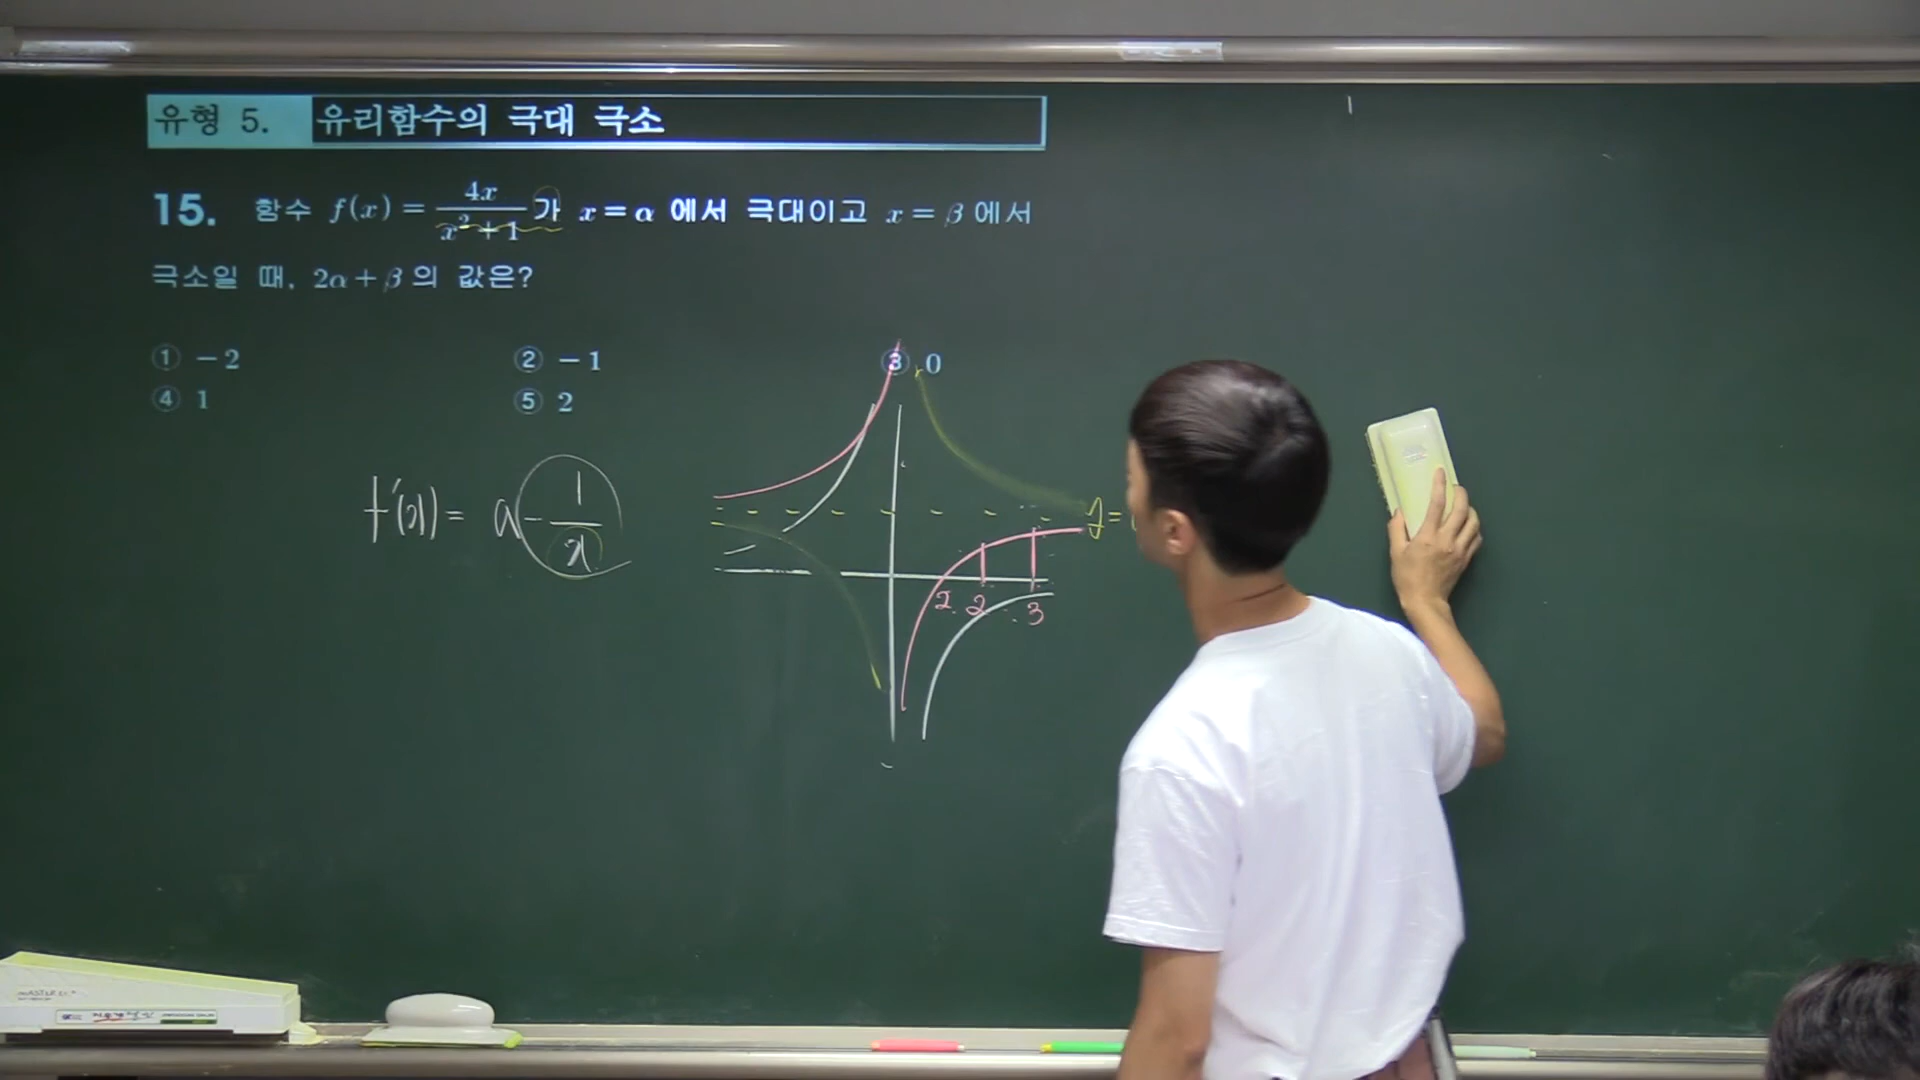 유형 5. 유리함수의 극대 극소
15. 함수 f(x) = 4x / x² + 1 가 x = α 에서 극대이고 x = β 에서
극소일 때, 2α + β 의 값은?
① -2 ② -1 ③ 0
④ 1 ⑤ 2
f'(x) = a - 1/x
y=
2 3